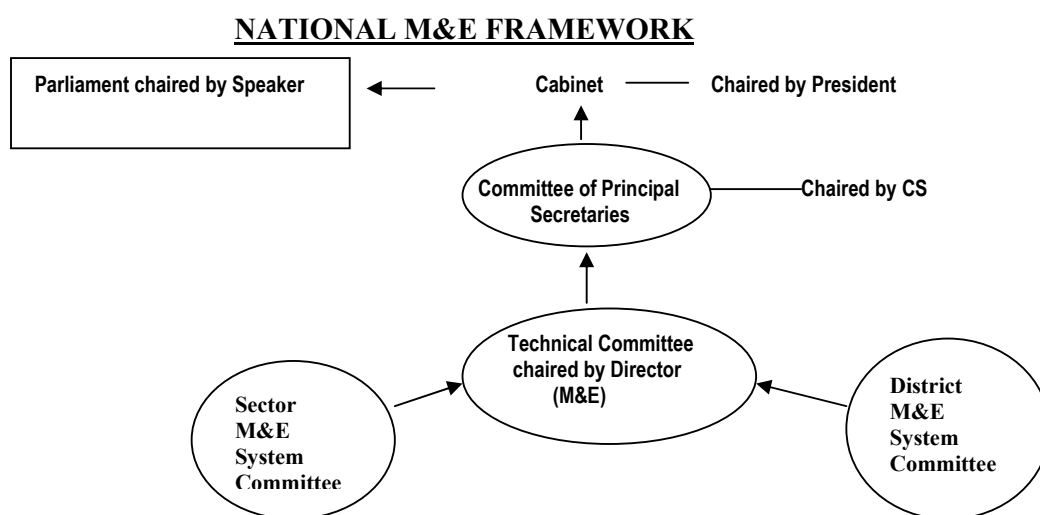 NATIONAL M&E FRAMEWORK
Parliament chaired by Speaker
Cabinet
Chaired by President
Committee of Principal
Secretaries
Chaired by CS
Technical Committee
chaired by Director
(M&E)
Sector
M&E
System
Committee
District
M&E
System
Committee